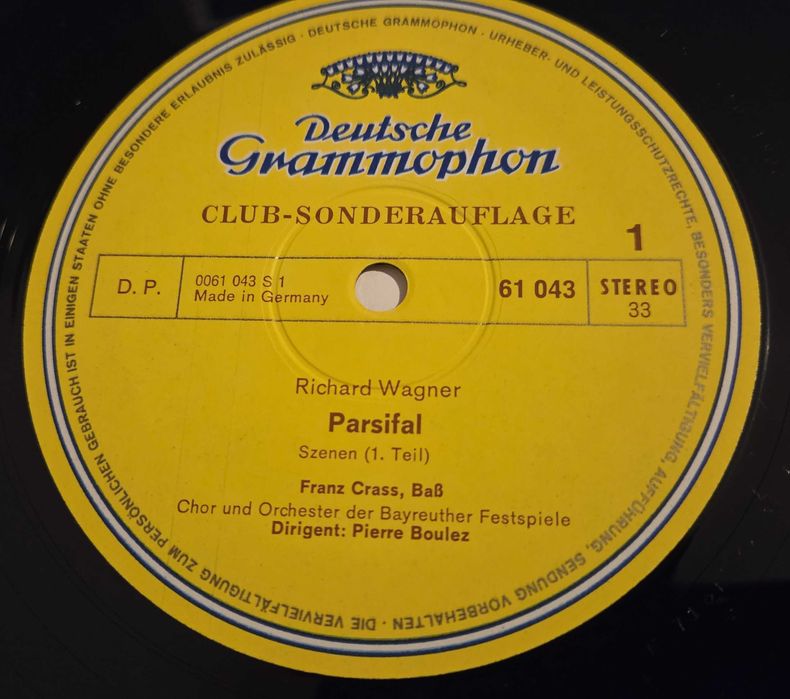 Deutsche
Grammophon
CLUB-SONDERAUFLAGE
1
D. P.
0061 043 S 1
Made in Germany
61 043
STEREO
33
Richard Wagner
Parsifal
Szenen (1. Teil)
Franz Crass, Baß
Chor und Orchester der Bayreuther Festspiele
Dirigent: Pierre Boulez
DEUTSCHE GRAMMOPHON · URHEBER- UND LEISTUNGSSCHUTZRECHTE, BESONDERS VERVIELFÄLTIGUNG, AUFFÜHRUNG, SENDUNG VORBEHALTEN · DIE VERVIELFÄLTIGUNG ZUM PERSÖNLICHEN GEBRAUCH IST IN EINIGEN STAATEN OHNE BESONDERE ERLAUBNIS ZULÄSSIG ·